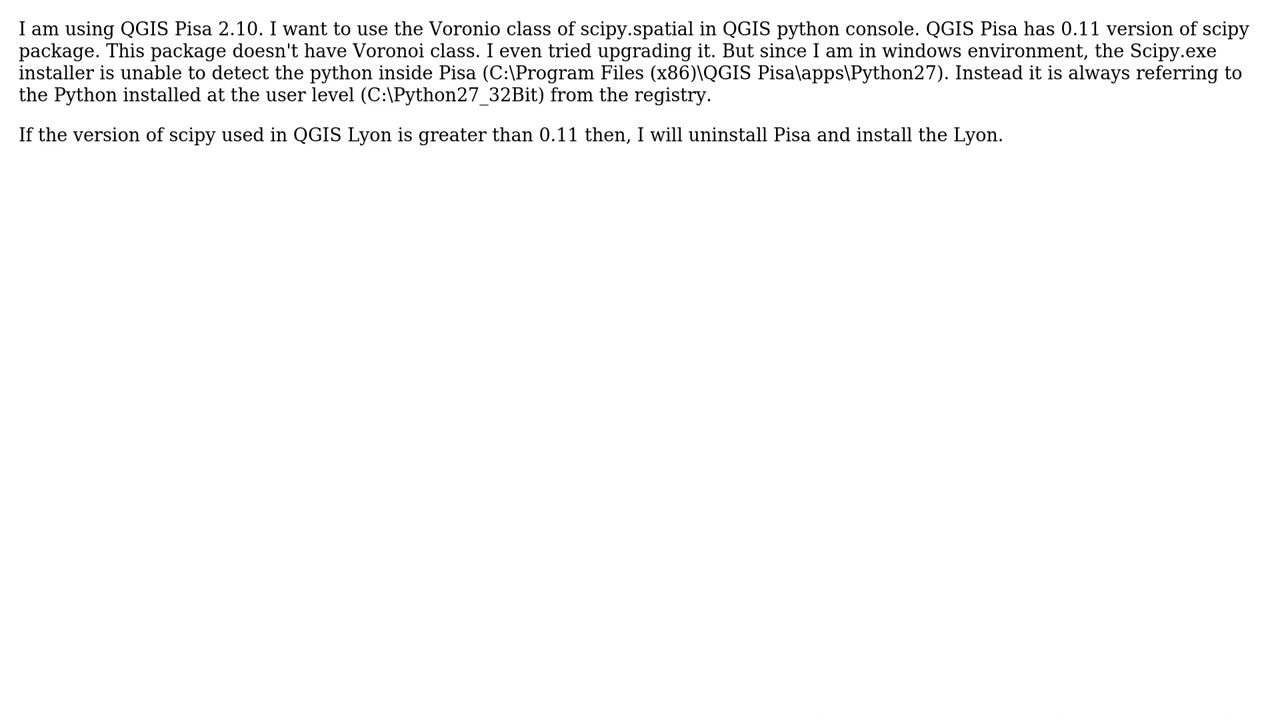 I am using QGIS Pisa 2.10. I want to use the Voronio class of scipy.spatial in QGIS python console. QGIS Pisa has 0.11 version of scipy
package. This package doesn't have Voronoi class. I even tried upgrading it. But since I am in windows environment, the Scipy.exe
installer is unable to detect the python inside Pisa (C:\Program Files (x86)\QGIS Pisa\apps\Python27). Instead it is always referring to
the Python installed at the user level (C:\Python27_32Bit) from the registry.
If the version of scipy used in QGIS Lyon is greater than 0.11 then, I will uninstall Pisa and install the Lyon.